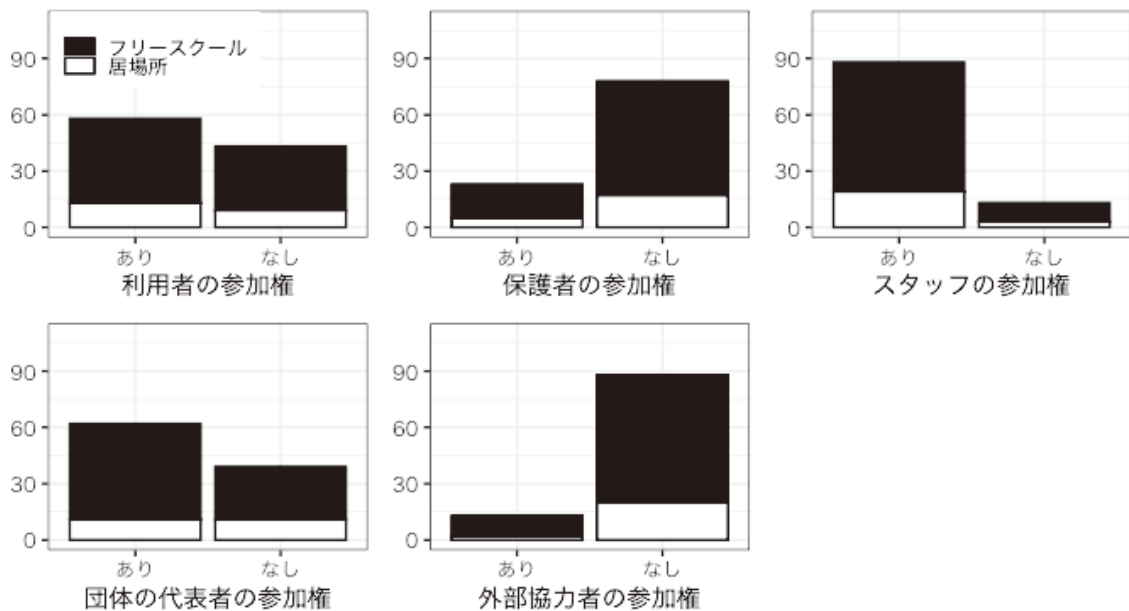 フリースクール
居場所
90
60
30
0
あり
なし
利用者の参加権
90
60
30
0
あり
なし
保護者の参加権
90
60
30
0
あり
なし
スタッフの参加権
90
60
30
0
あり
なし
団体の代表者の参加権
90
60
30
0
あり
なし
外部協力者の参加権